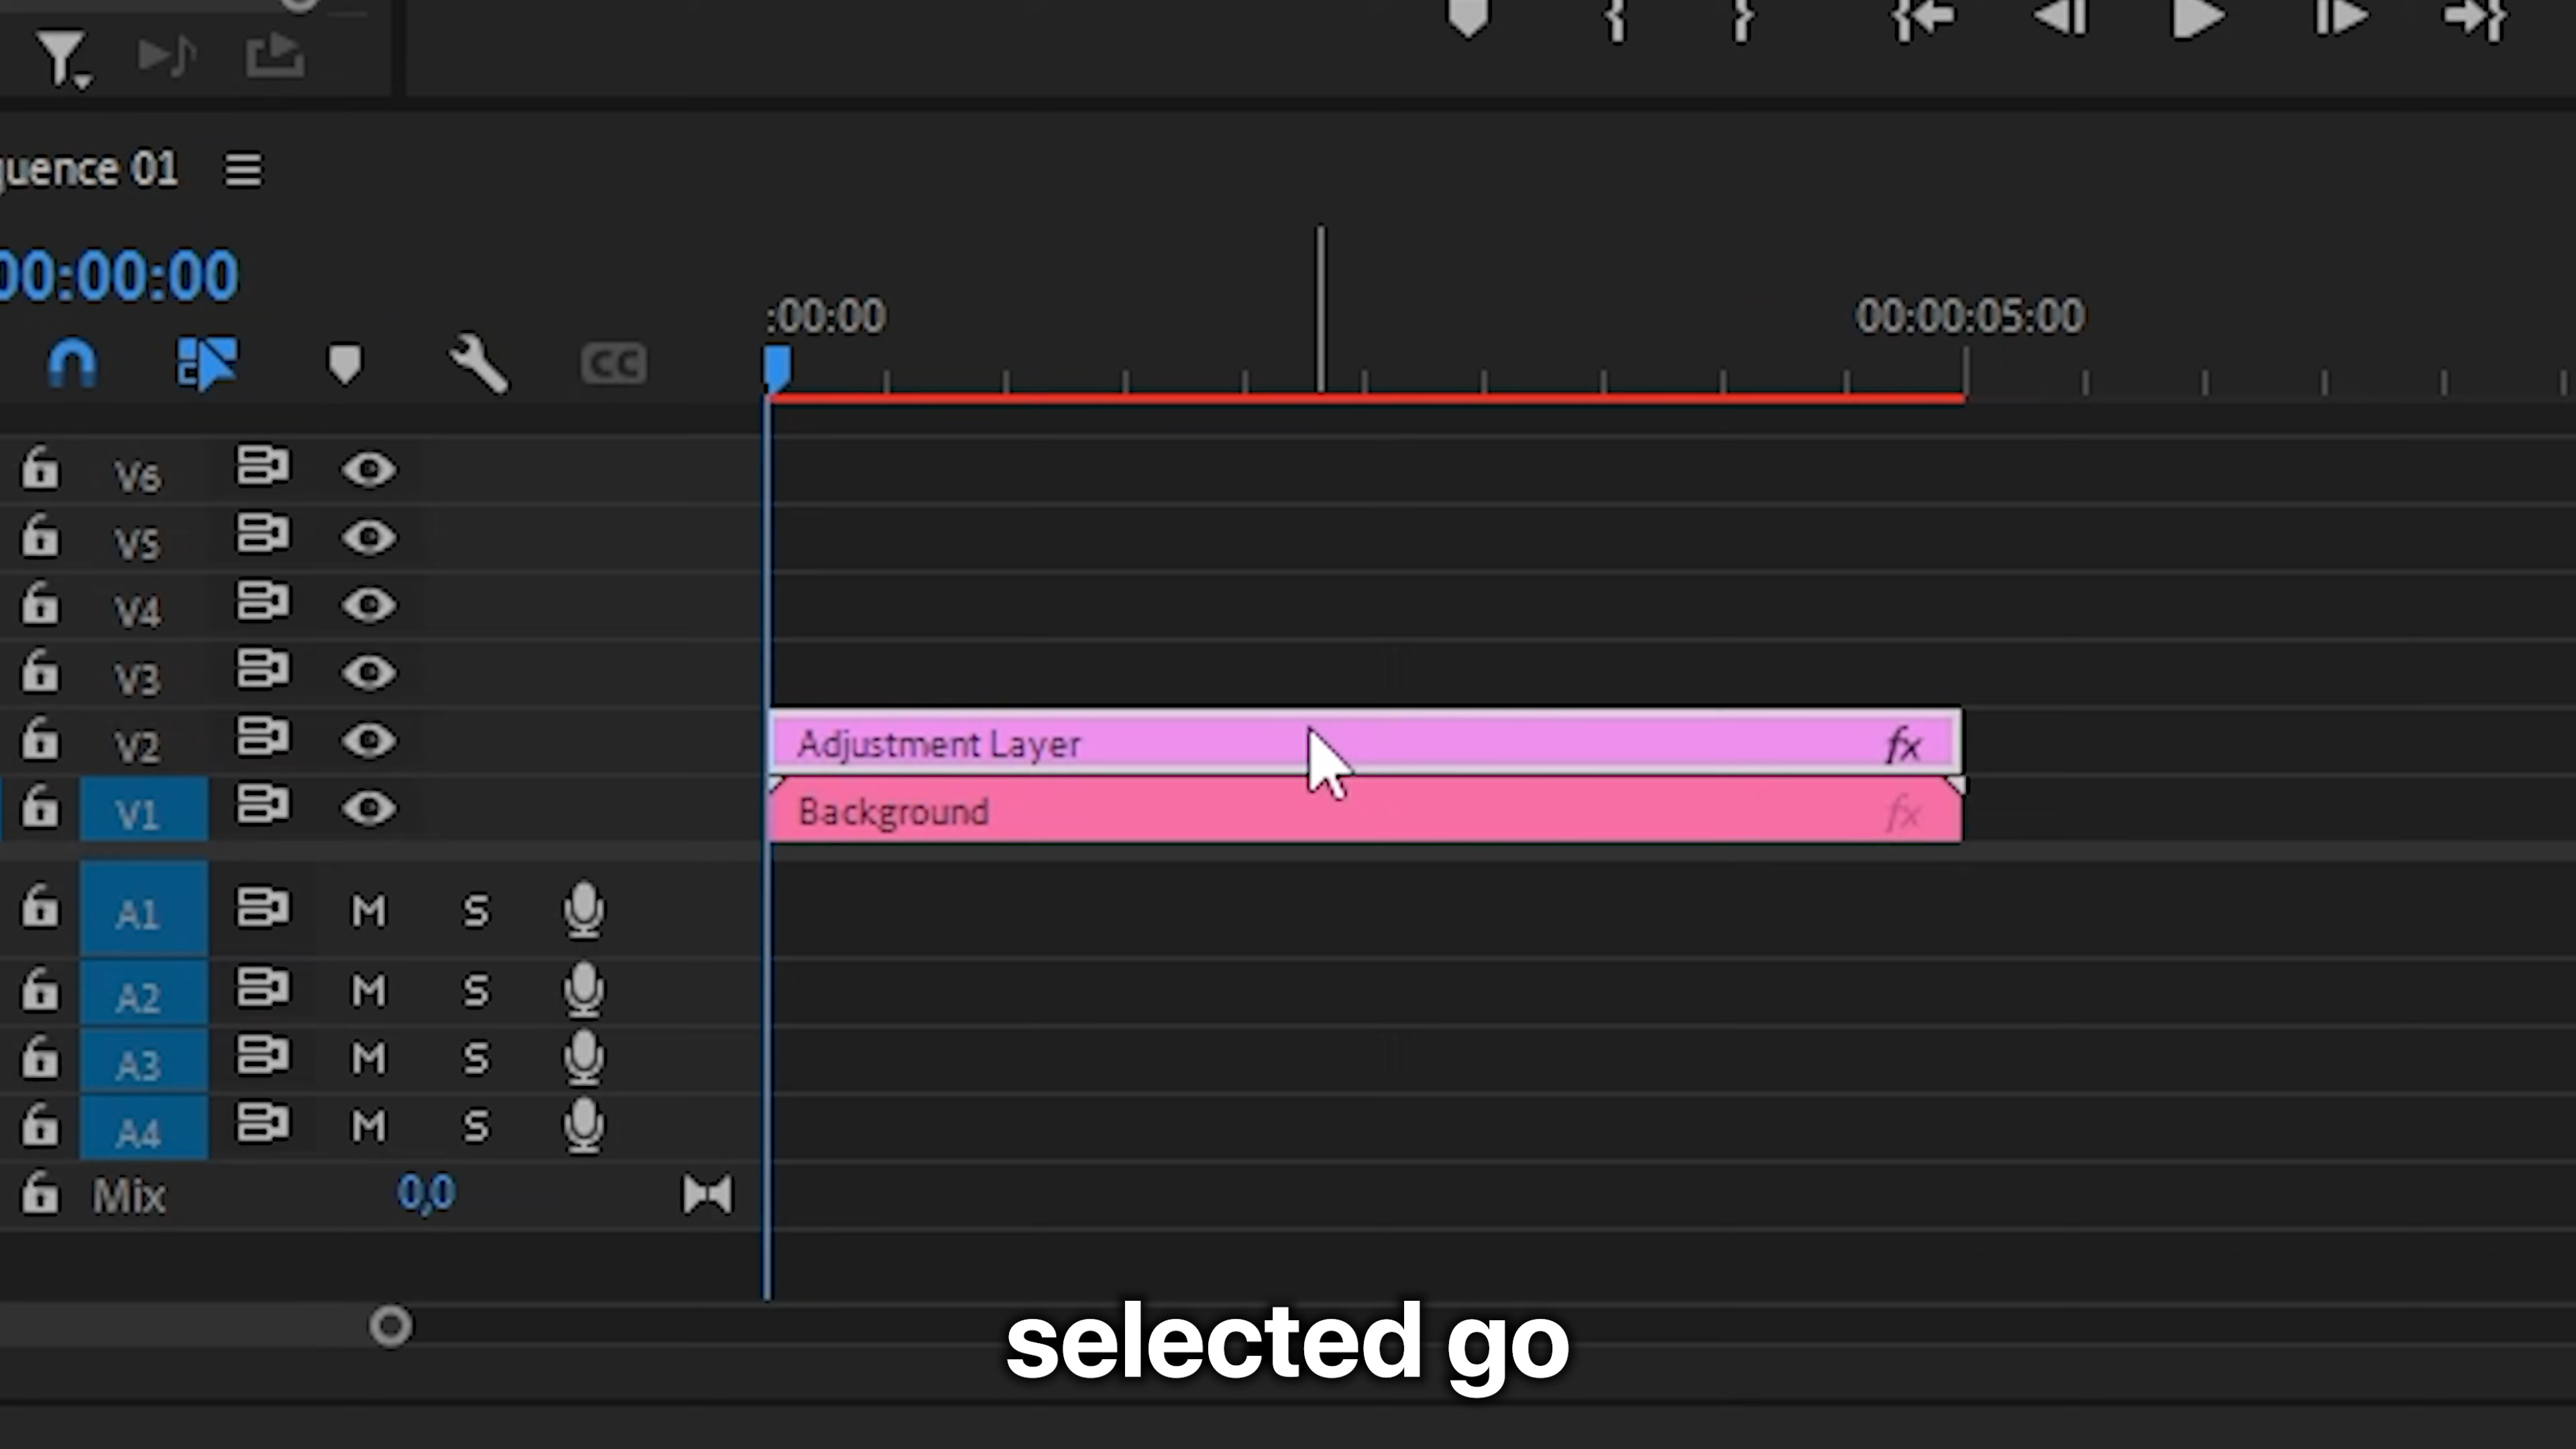 quence 01
00:00:00
:00:00
00:00:05:00
CC
V6
V5
V4
V3
V2
Adjustment Layer
fx
V1
Background
fx
A1
M
S
A2
M
S
A3
M
S
A4
M
S
Mix
0,0
selected go